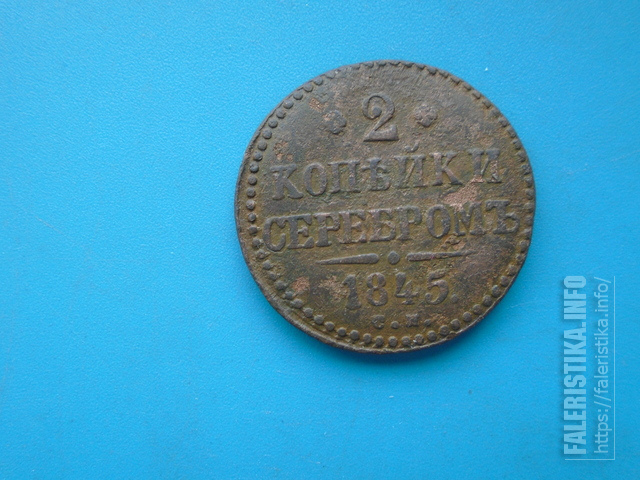 2
КОПѢЙКИ
СЕРЕБРОМЪ
1845.
С.М.
FALERISTIKA.INFO
https://faleristika.info/